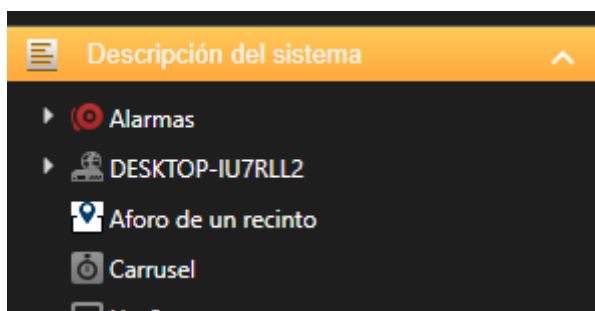 Descripción del sistema
Alarmas
DESKTOP-IU7RLL2
Aforo de un recinto
Carrusel